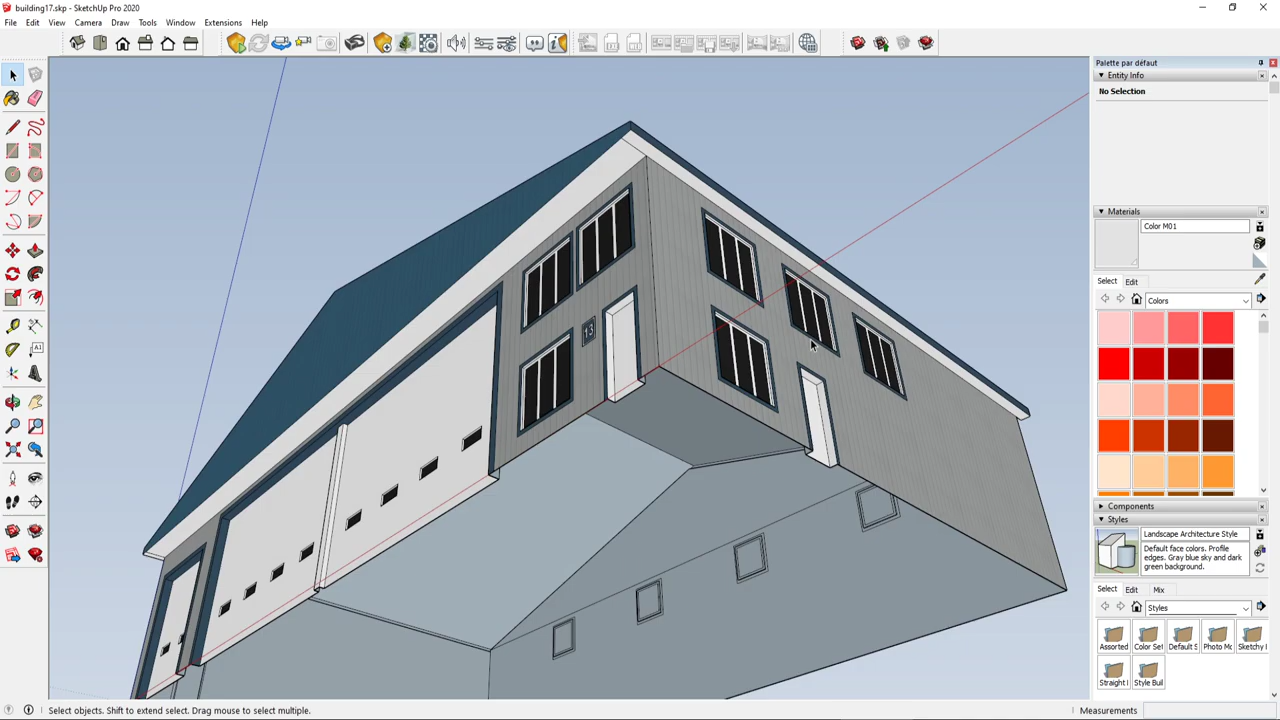 building17.skp - SketchUp Pro 2020
File Edit View Camera Draw Tools Window Extensions Help
Palette par défaut
Entity Info
No Selection
Materials
Color M01
Select Edit
Colors
13
Components
Styles
Landscape Architecture Style
Default face colors. Profile
edges. Gray blue sky and dark
green background.
Select Edit Mix
Styles
Assorted Color Set Default S Photo Mo Sketchy I
Straight I Style Buil
Select objects. Shift to extend select. Drag mouse to select multiple.
Measurements